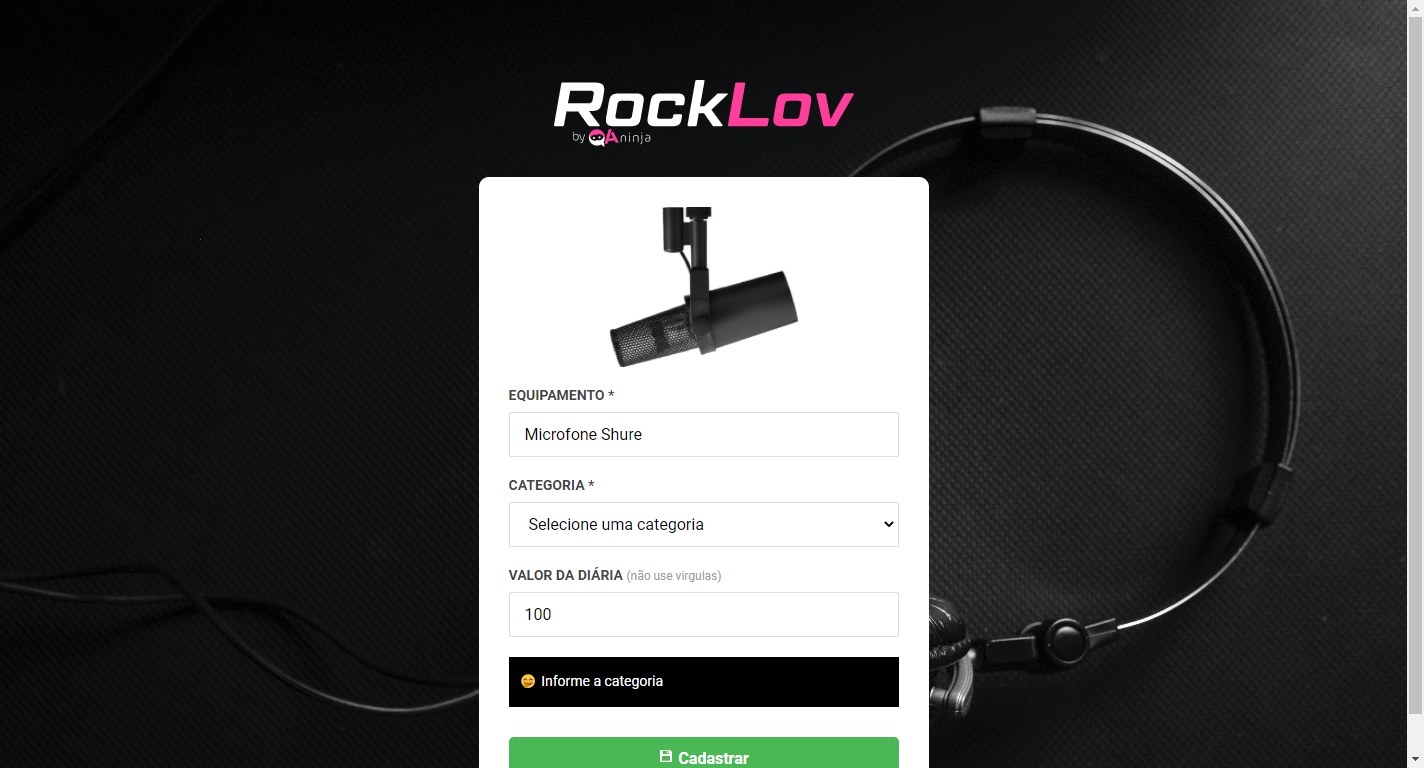 RockLov
by QAninja
EQUIPAMENTO *
Microfone Shure
CATEGORIA *
Selecione uma categoria
VALOR DA DIÁRIA (não use virgulas)
100
Informe a categoria
Cadastrar